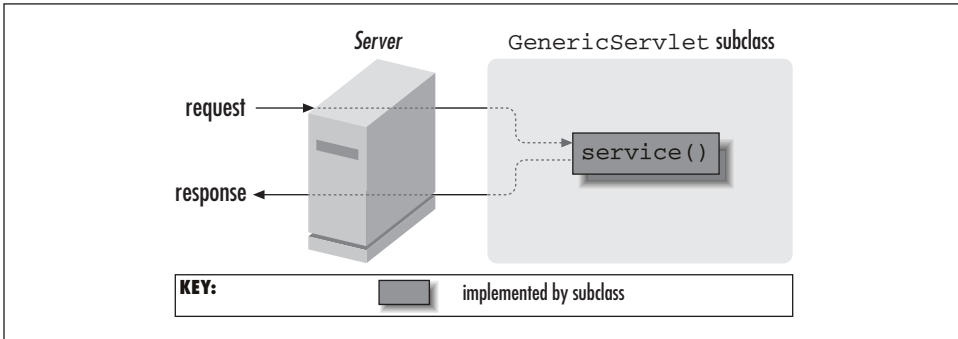 Server
GenericServlet subclass
request
service()
response
KEY:
implemented by subclass